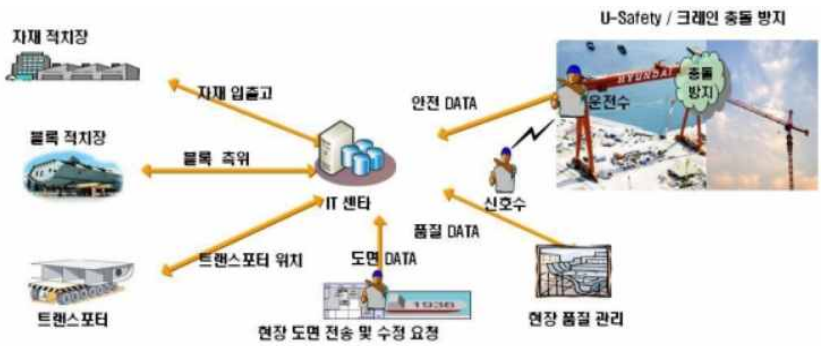 U-Safety / 크레인 충돌 방지
자재 적치장
자재 입출고
안전 DATA
HYUNDAI
충돌
방지
운전수
블록 적치장
블록 측위
IT 센타
신호수
품질 DATA
트랜스포터 위치
도면 DATA
1936
트랜스포터
현장 도면 전송 및 수정 요청
현장 품질 관리